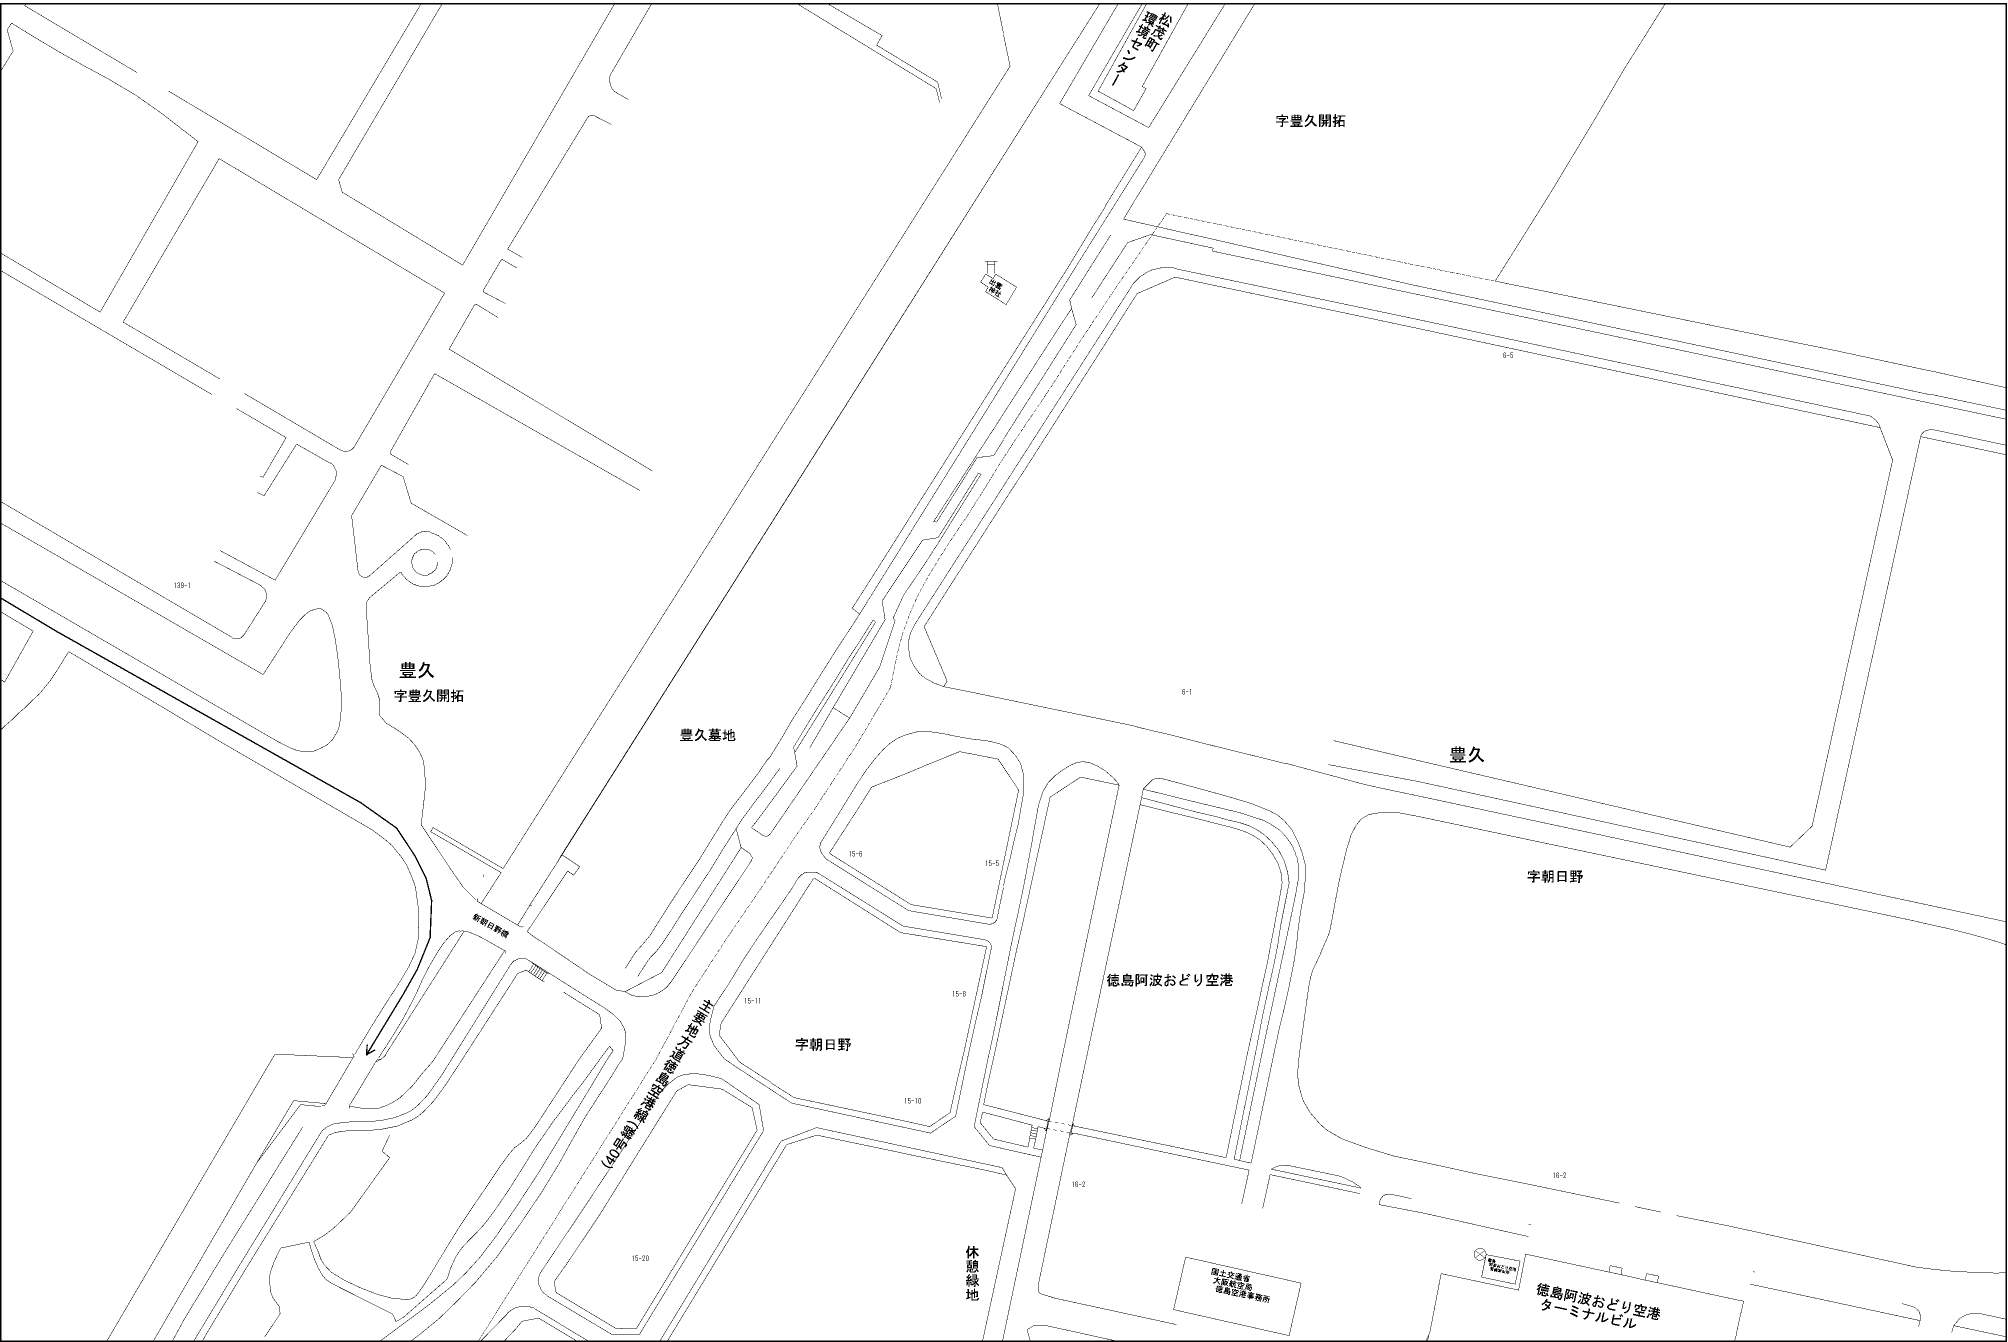 松茂町
環境センター
字豊久開拓
出雲
神社
6-5
139-1
豊久
字豊久開拓
6-1
豊久墓地
豊久
15-6
15-5
字朝日野
新朝日野橋
徳島阿波おどり空港
15-11
15-8
主要地方道徳島空港線
(40号線)
字朝日野
15-10
16-2
16-2
15-20
休憩緑地
国土交通省
大阪航空局
徳島空港事務所
徳島阿波おどり空港
ターミナルビル